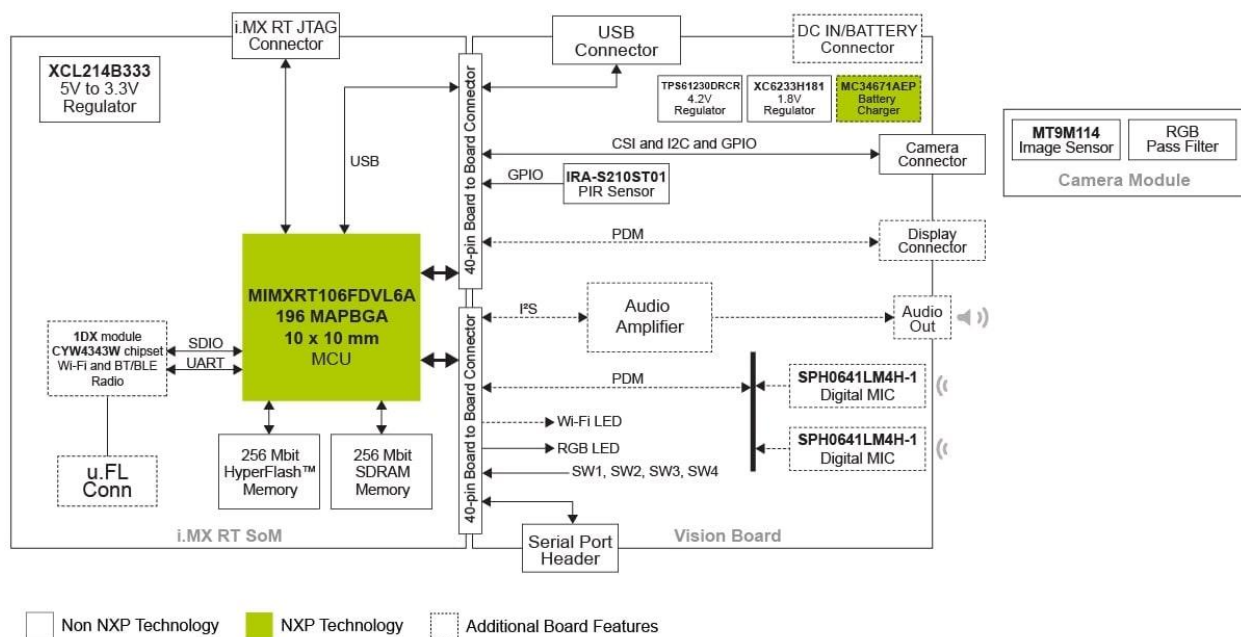 i.MX RT JTAG
Connector
XCL214B333
5V to 3.3V
Regulator
USB
MIMXRT106FDVL6A
196 MAPBGA
10 x 10 mm
MCU
1DX module
CYW4343W chipset
Wi-Fi and BT/BLE
Radio
SDIO
UART
u.FL
Conn
256 Mbit
HyperFlash™
Memory
256 Mbit
SDRAM
Memory
i.MX RT SoM
40-pin Board to Board Connector
40-pin Board to Board Connector
USB
Connector
DC IN/BATTERY
Connector
TPS61230DRCR
4.2V
Regulator
XC6233H181
1.8V
Regulator
MC34671AEP
Battery
Charger
CSI and I2C and GPIO
Camera
Connector
GPIO
IRA-S210ST01
PIR Sensor
PDM
Display
Connector
I²S
Audio
Amplifier
Audio
Out
PDM
SPH0641LM4H-1
Digital MIC
SPH0641LM4H-1
Digital MIC
Wi-Fi LED
RGB LED
SW1, SW2, SW3, SW4
Serial Port
Header
Vision Board
MT9M114
Image Sensor
RGB
Pass Filter
Camera Module
Non NXP Technology
NXP Technology
Additional Board Features